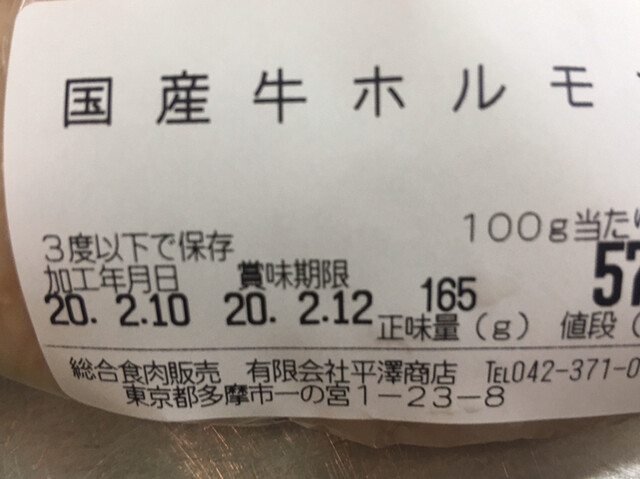 国産牛ホルモ
100g当たり
3度以下で保存
加工年月日 賞味期限
20. 2.10 20. 2.12 165 57
正味量(g) 値段(
総合食肉販売 有限会社平澤商店 TEL042-371-0
東京都多摩市一の宮1-23-8